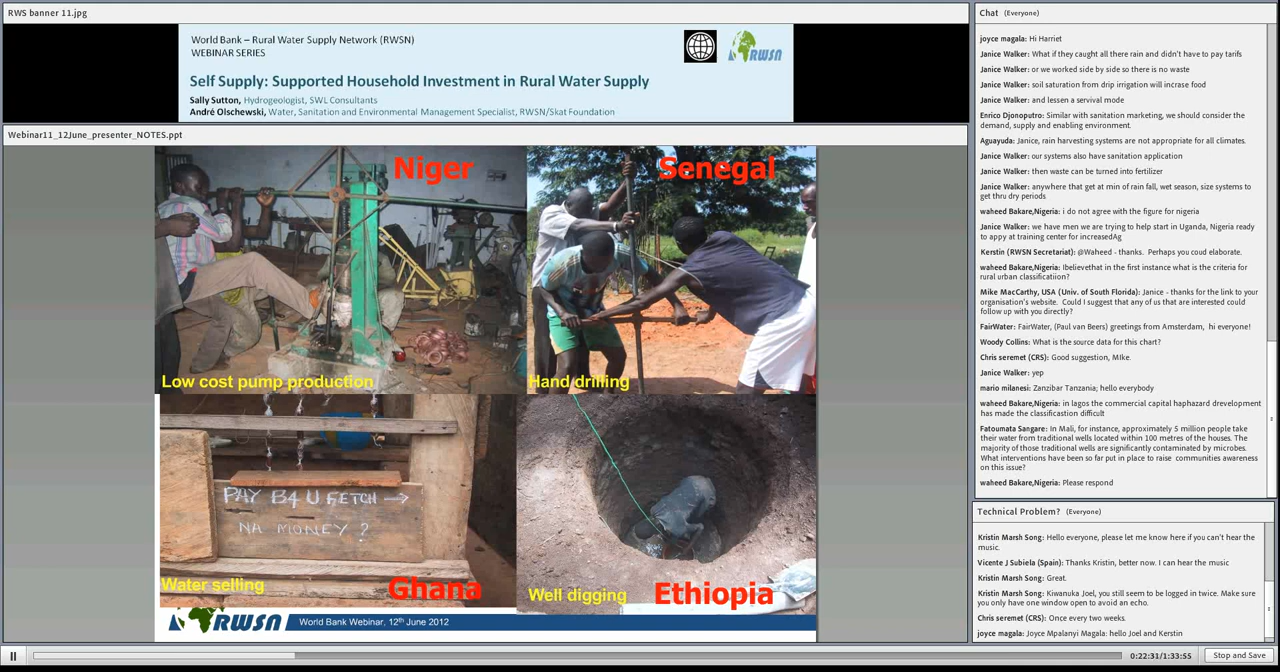 RWS banner 11.jpg
World Bank – Rural Water Supply Network (RWSN)
WEBINAR SERIES
RWSN
Self Supply: Supported Household Investment in Rural Water Supply
Sally Sutton, Hydrogeologist, SWL Consultants
André Olschewski, Water, Sanitation and Environmental Management Specialist, RWSN/Skat Foundation
Webinar11_12June_presenter_NOTES.ppt
Niger
Low cost pump production
Senegal
Hand drilling
PAY B4 U FETCH →
NA MONEY ?
Water selling
Ghana
Well digging
Ethiopia
RWSN
World Bank Webinar, 12th June 2012
Chat (Everyone)
joyce magala: Hi Harriet
Janice Walker: What if they caught all there rain and didn't have to pay tarifs
Janice Walker: or we worked side by side so there is no waste
Janice Walker: soil saturation from drip irrigation will incrase food
Janice Walker: and lessen a servival mode
Enrico Djonoputro: Similar with sanitation marketing, we should consider the
demand, supply and enabling environment.
Aguayuda: Janice, rain harvesting systems are not appropriate for all climates.
Janice Walker: our systems also have sanitation application
Janice Walker: then waste can be turned into fertilizer
Janice Walker: anywhere that get at min of rain fall, wet season, size systems to
get thru dry periods
waheed Bakare,Nigeria: i do not agree with the figure for nigeria
Janice Walker: we have men we are trying to help start in Uganda, Nigeria ready
to appy at training center for increasedAg
Kerstin (RWSN Secretariat): @Waheed - thanks. Perhaps you coud elaborate.
waheed Bakare,Nigeria: Ibelievethat in the first instance what is the criteria for
rural urban classificatiion?
Mike MacCarthy, USA (Univ. of South Florida): Janice - thanks for the link to your
organisation's website. Could I suggest that any of us that are interested could
follow up with you directly?
FairWater: FairWater, (Paul van Beers) greetings from Amsterdam, hi everyone!
Woody Collins: What is the source data for this chart?
Chris seremet (CRS): Good suggestion, MIke.
Janice Walker: yep
mario milanesi: Zanzibar Tanzania; hello everybody
waheed Bakare,Nigeria: in lagos the commercial capital haphazard drevelopment
has made the classification difficult
Fatoumata Sangare: In Mali, for instance, approximately 5 million people take
their water from traditional wells located within 100 metres of the houses. The
majority of those traditional wells are significantly contaminated by microbes.
What interventions have been so far put in place to raise communities awareness
on this issue?
waheed Bakare,Nigeria: Please respond
Technical Problem? (Everyone)
Kristin Marsh Song: Hello everyone, please let me know here if you can't hear the
music.
Vicente J Subiela (Spain): Thanks Kristin, better now. I can hear the music
Kristin Marsh Song: Great.
Kristin Marsh Song: Kiwanuka Joel, you still seem to be logged in twice. Make sure
you only have one window open to avoid an echo.
Chris seremet (CRS): Once every two weeks.
joyce magala: Joyce Mpalanyi Magala: hello Joel and Kerstin
0:22:31/1:33:55
Stop and Save